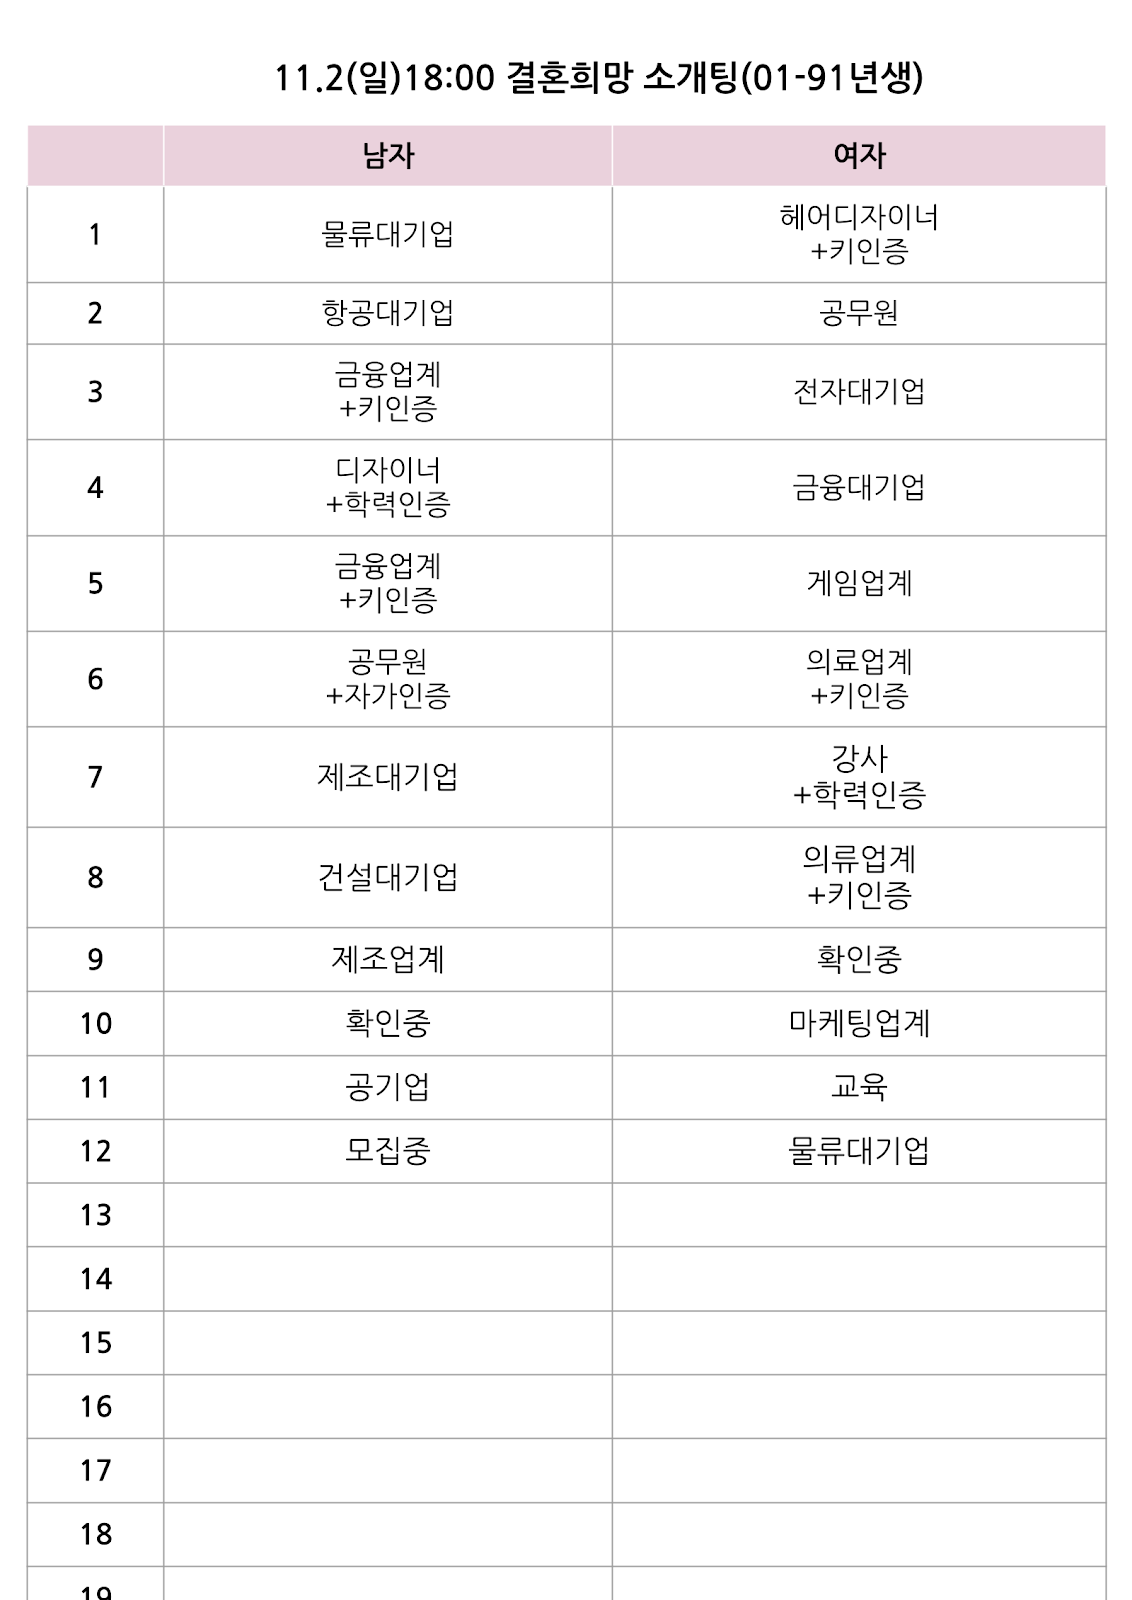 11.2(일)18:00 결혼희망 소개팅(01-91년생)
남자 여자
1 물류대기업 헤어디자이너
+키인증
2 항공대기업 공무원
3 금융업계
+키인증 전자대기업
4 디자이너
+학력인증 금융대기업
5 금융업계
+키인증 게임업계
6 공무원
+자가인증 의료업계
+키인증
7 제조대기업 강사
+학력인증
8 건설대기업 의류업계
+키인증
9 제조업계 확인중
10 확인중 마케팅업계
11 공기업 교육
12 모집중 물류대기업
13
14
15
16
17
18
19